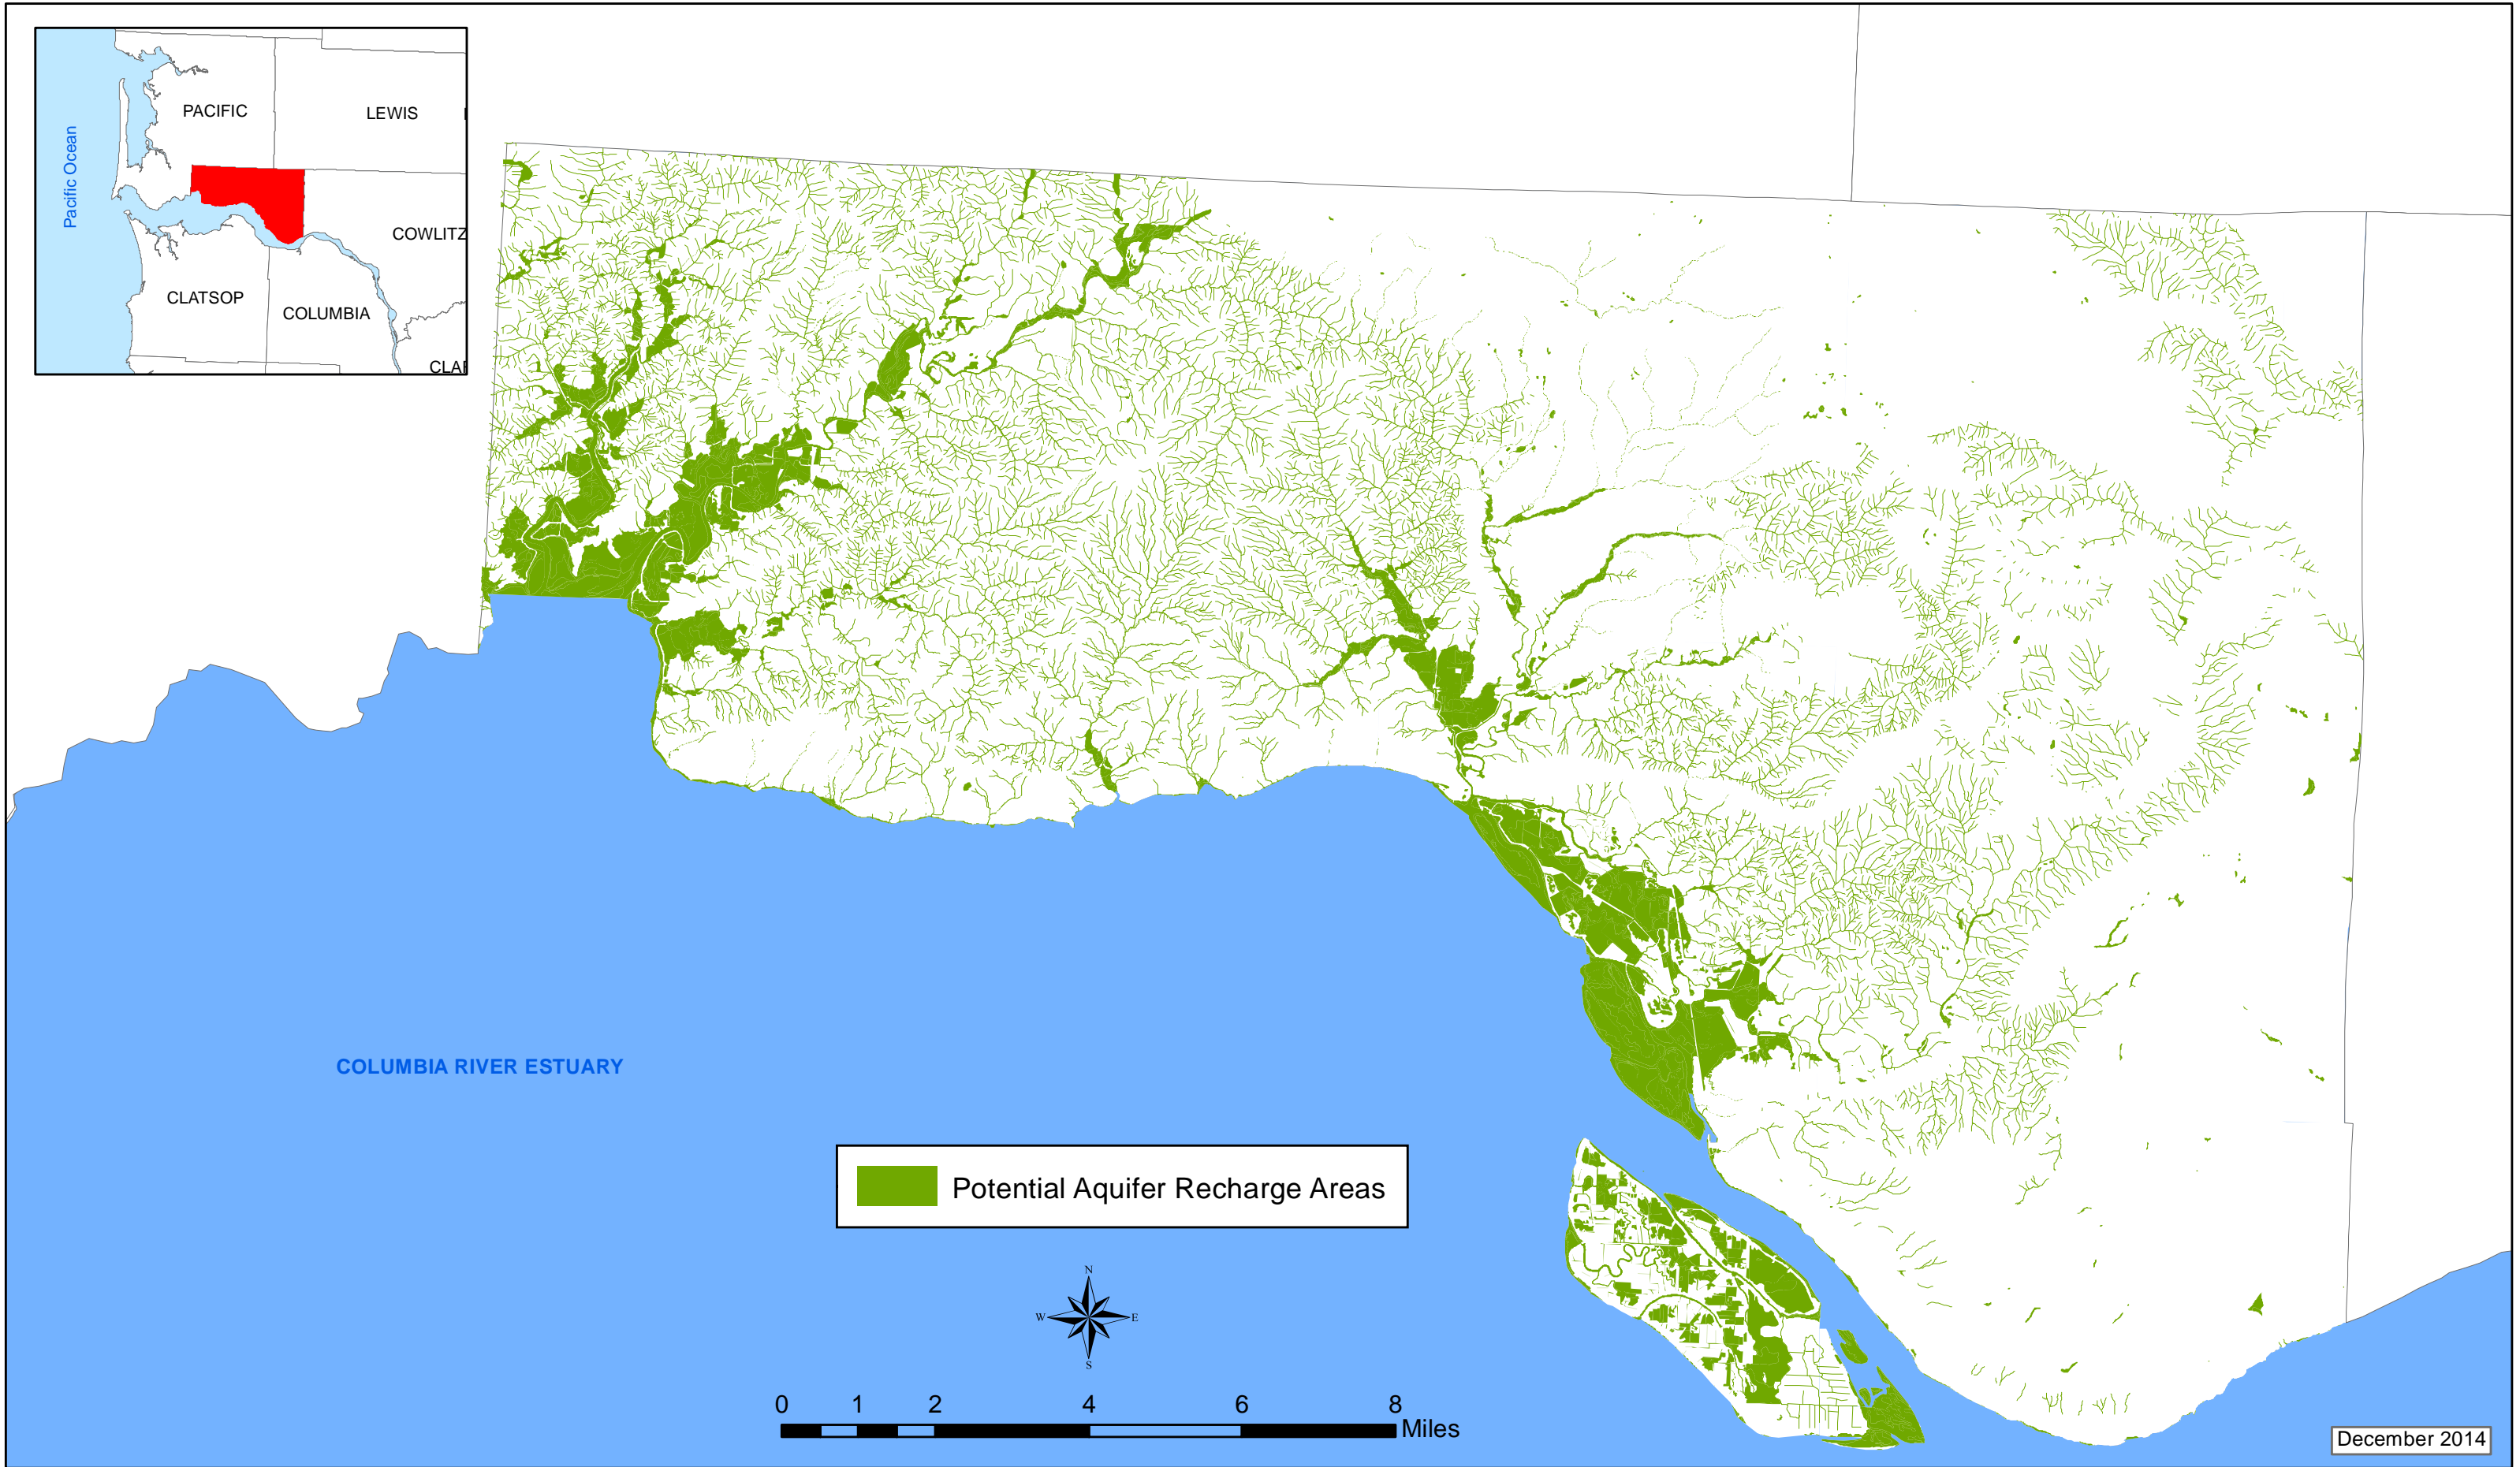 PACIFIC
LEWIS
Pacific Ocean
COWLITZ
CLATSOP
COLUMBIA
COLUMBIA RIVER ESTUARY
Potential Aquifer Recharge Areas
N
W
E
S
0 1 2 4 6 8
Miles
December 2014